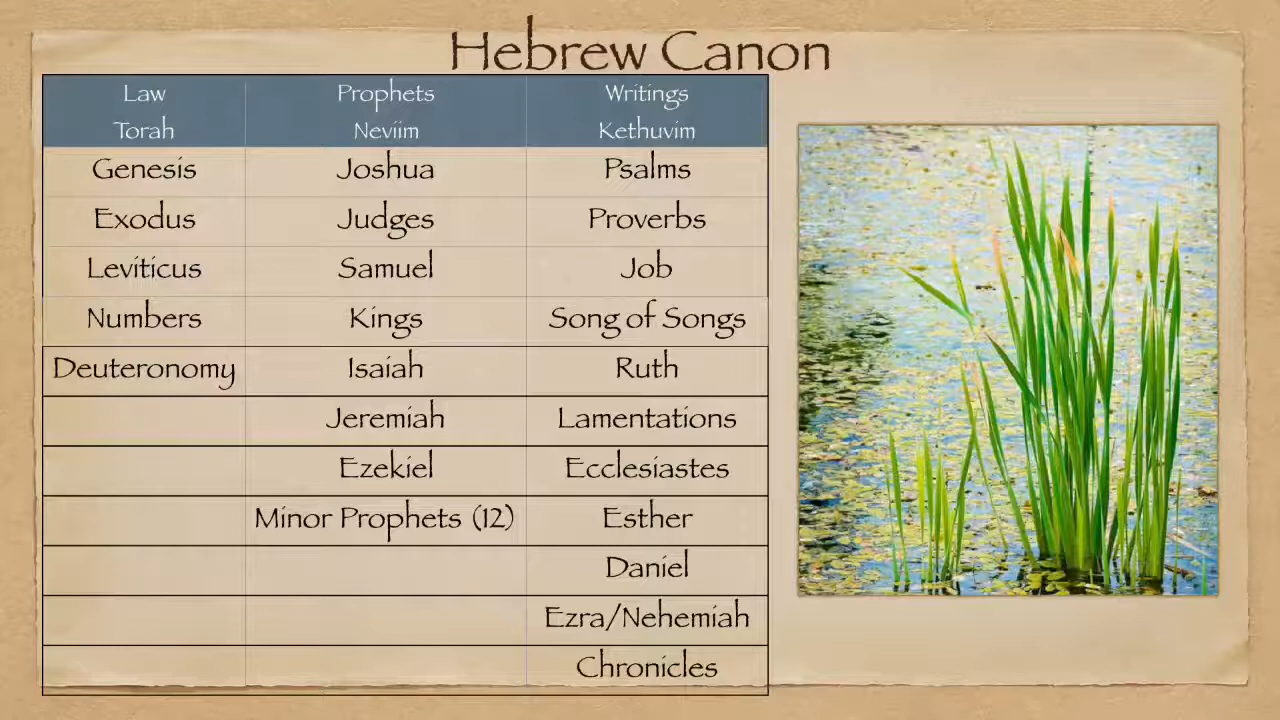 Hebrew Canon
Law Prophets Writings
Torah Neviim Kethuvim
Genesis Joshua Psalms
Exodus Judges Proverbs
Leviticus Samuel Job
Numbers Kings Song of Songs
Deuteronomy Isaiah Ruth
Jeremiah Lamentations
Ezekiel Ecclesiastes
Minor Prophets (12) Esther
Daniel
Ezra/Nehemiah
Chronicles